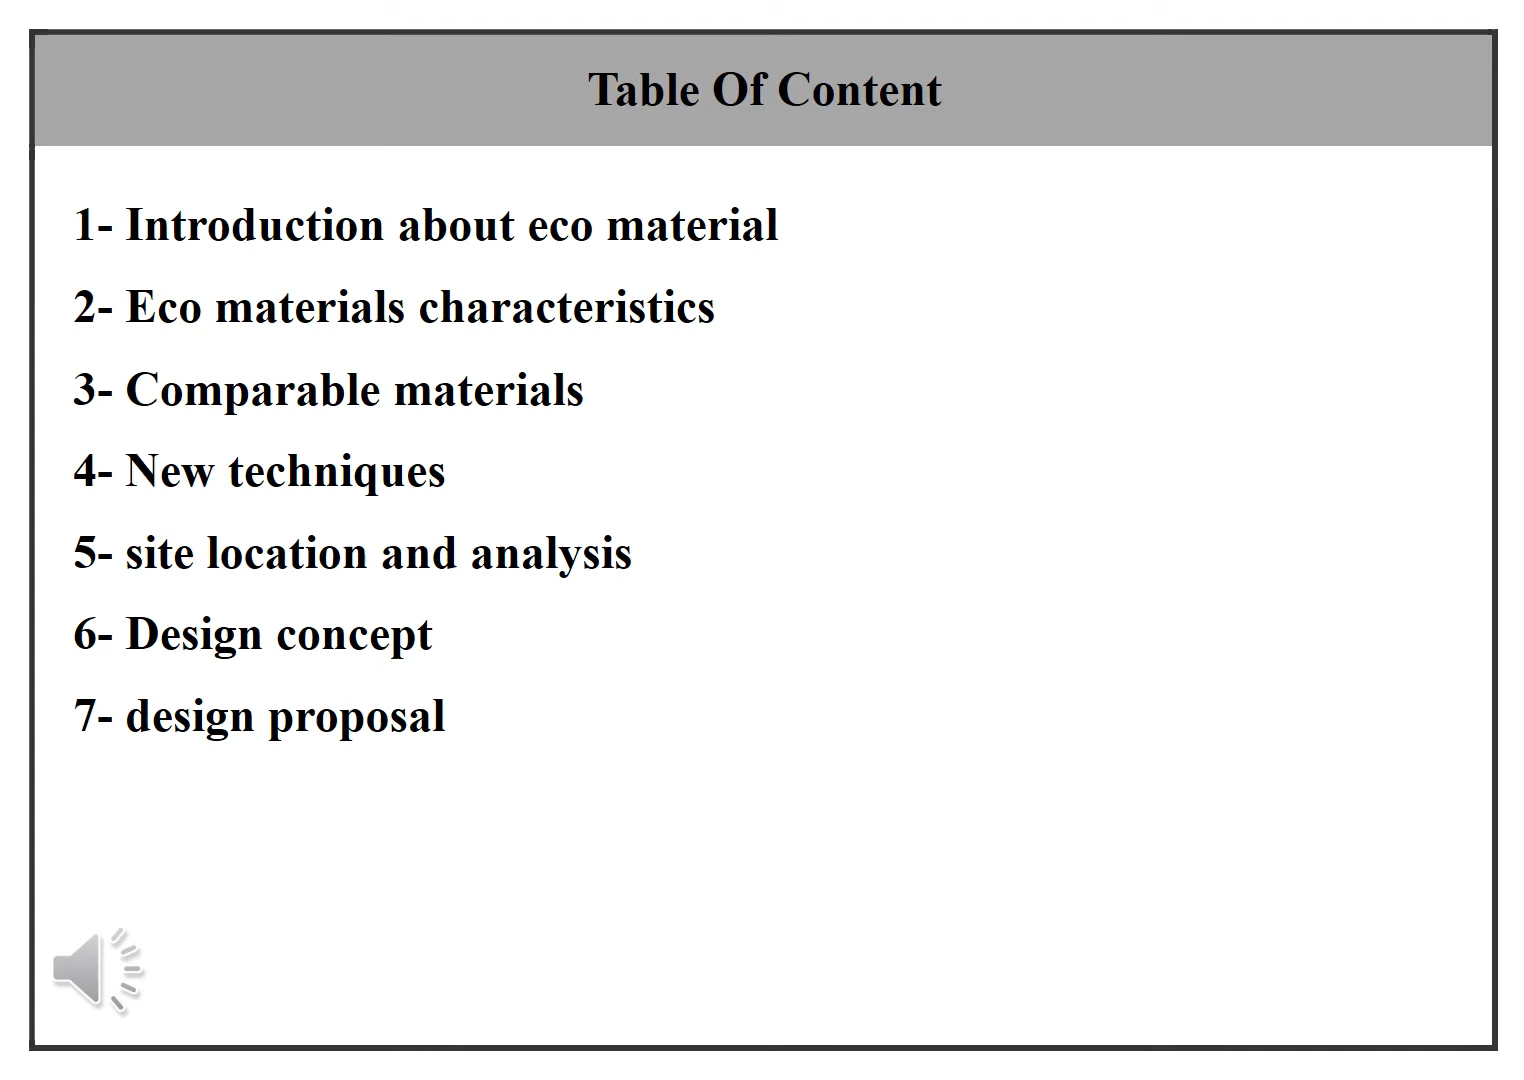 Table Of Content
1- Introduction about eco material
2- Eco materials characteristics
3- Comparable materials
4- New techniques
5- site location and analysis
6- Design concept
7- design proposal